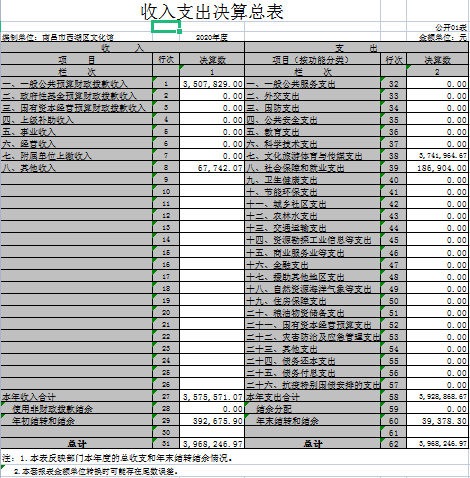 收入支出决算总表
公开01表
编制单位：南昌市西湖区文化馆 2020年度 金额单位：元
收 入 支 出
项 目 行次 决算数 项目（按功能分类） 行次 决算数
栏 次 1 栏 次 2
一、一般公共预算财政拨款收入 1 3,507,829.00 一、一般公共服务支出 32 0.00
二、政府性基金预算财政拨款收入 2 0.00 二、外交支出 33 0.00
三、国有资本经营预算财政拨款收入 3 0.00 三、国防支出 34 0.00
四、上级补助收入 4 0.00 四、公共安全支出 35 0.00
五、事业收入 5 0.00 五、教育支出 36 0.00
六、经营收入 6 0.00 六、科学技术支出 37 0.00
七、附属单位上缴收入 7 0.00 七、文化旅游体育与传媒支出 38 3,741,964.67
八、其他收入 8 67,742.07 八、社会保障和就业支出 39 186,904.00
9 九、卫生健康支出 40 0.00
10 十、节能环保支出 41 0.00
11 十一、城乡社区支出 42 0.00
12 十二、农林水支出 43 0.00
13 十三、交通运输支出 44 0.00
14 十四、资源勘探工业信息等支出 45 0.00
15 十五、商业服务业等支出 46 0.00
16 十六、金融支出 47 0.00
17 十七、援助其他地区支出 48 0.00
18 十八、自然资源海洋气象等支出 49 0.00
19 十九、住房保障支出 50 0.00
20 二十、粮油物资储备支出 51 0.00
21 二十一、国有资本经营预算支出 52 0.00
22 二十二、灾害防治及应急管理支出 53 0.00
23 二十三、其他支出 54 0.00
24 二十四、债务还本支出 55 0.00
25 二十五、债务付息支出 56 0.00
26 二十六、抗疫特别国债安排的支出 57 0.00
本年收入合计 27 3,575,571.07 本年支出合计 58 3,928,868.67
使用非财政拨款结余 28 0.00 结余分配 59 0.00
年初结转和结余 29 392,675.90 年末结转和结余 60 39,378.30
30 61
总计 31 3,968,246.97 总计 62 3,968,246.97
注：1.本表反映部门本年度的总收支和年末结转结余情况。
2.本套报表金额单位转换时可能存在尾数误差。